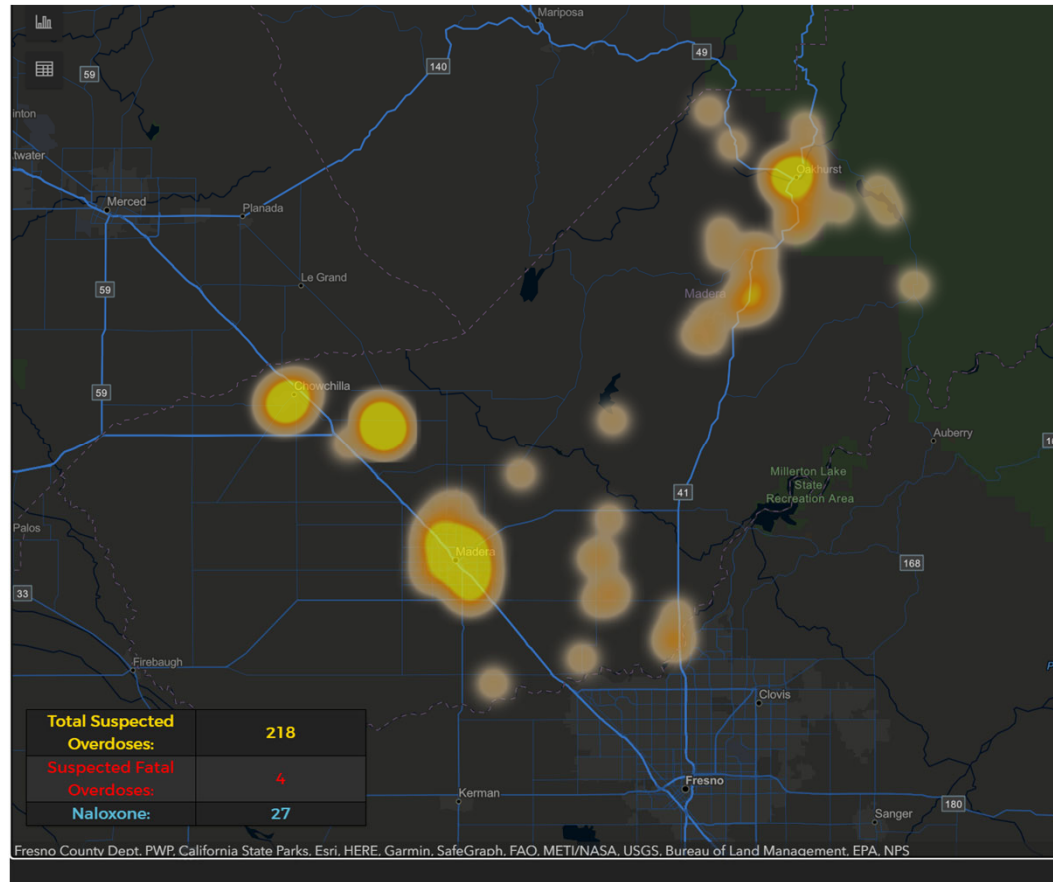 Mariposa
49
140
59
inton
twater
Oakhurst
Merced
Planada
Le Grand
59
Madera
Chowchilla
59
Auberry
Millerton Lake
State
Recreation Area
41
Palos
Madera
168
33
Firebaugh
Clovis
Total Suspected
Overdoses:
218
Suspected Fatal
Overdoses:
4
Naloxone:
27
Fresno
Kerman
180
Sanger
Fresno County Dept. PWP, California State Parks, Esri, HERE, Garmin, SafeGraph, FAO, METI/NASA, USGS, Bureau of Land Management, EPA, NPS